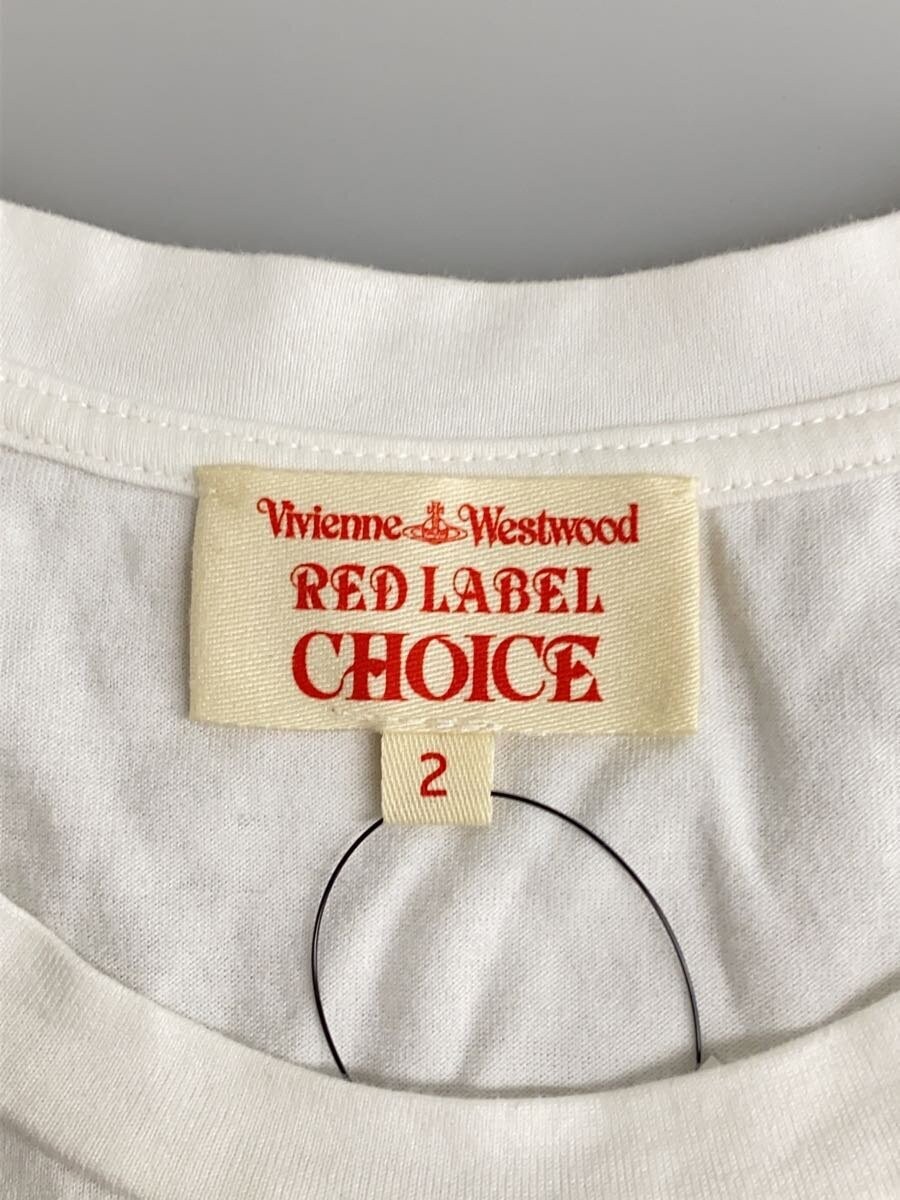 Vivienne Westwood
RED LABEL
CHOICE
2